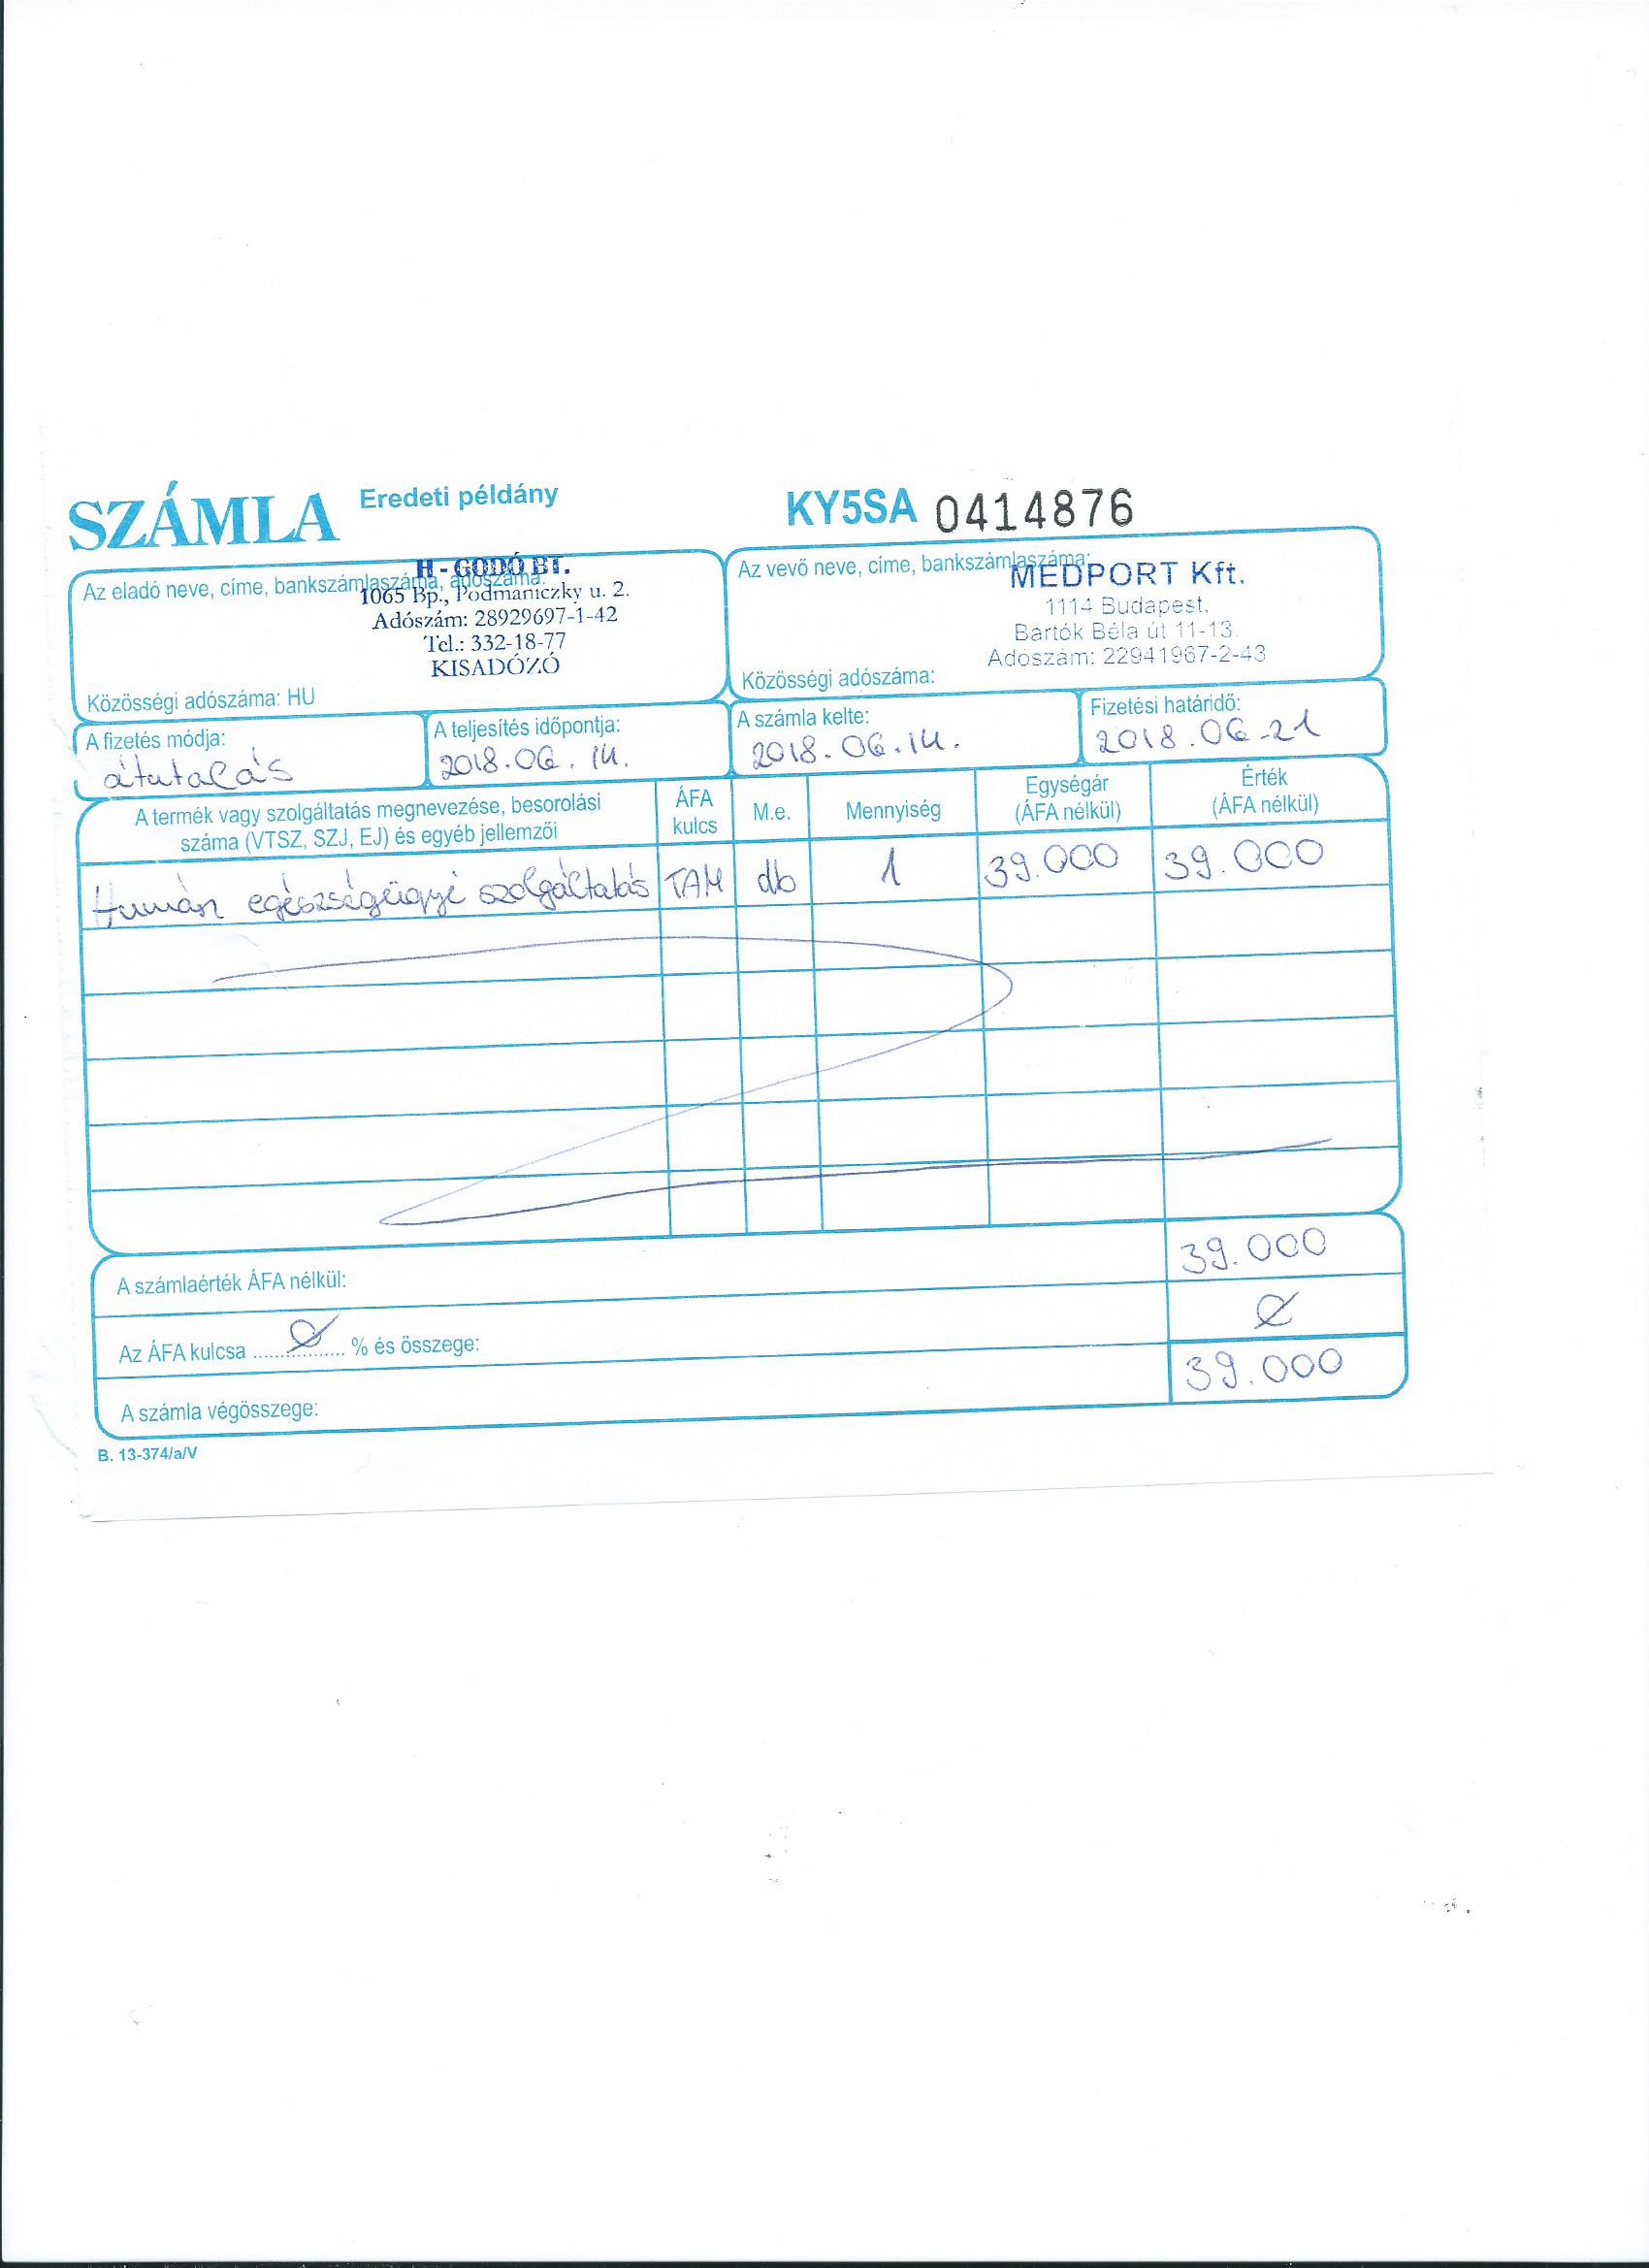 SZÁMLA Eredeti példány KY5SA 0414876
Az eladó neve, címe, bankszámlaszáma, adószáma:
H - GODÓ BT.
1065 Bp., Podmaniczky u. 2.
Adószám: 28929697-1-42
Tel.: 332-18-77
KISADÓZÓ
Közösségi adószáma: HU
Az vevő neve, címe, bankszámlaszáma:
MEDPORT Kft.
1114 Budapest.
Bartók Béla út 11-13.
Adószám: 22941967-2-43
Közösségi adószáma:
A fizetés módja:
átutalás
A teljesítés időpontja:
2018.06.14.
A számla kelte:
2018.06.14.
Fizetési határidő:
2018.06-21
A termék vagy szolgáltatás megnevezése, besorolási
száma (VTSZ, SZJ, EJ) és egyéb jellemzői
ÁFA
kulcs
M.e.
Mennyiség
Egységár
(ÁFA nélkül)
Érték
(ÁFA nélkül)
Humán egészségügyi szolgáltatás TAM db 1 39.000 39.000
A számlaérték ÁFA nélkül: 39.000
Az ÁFA kulcsa ................. % és összege:
A számla végösszege: 39.000
B. 13-374/a/V